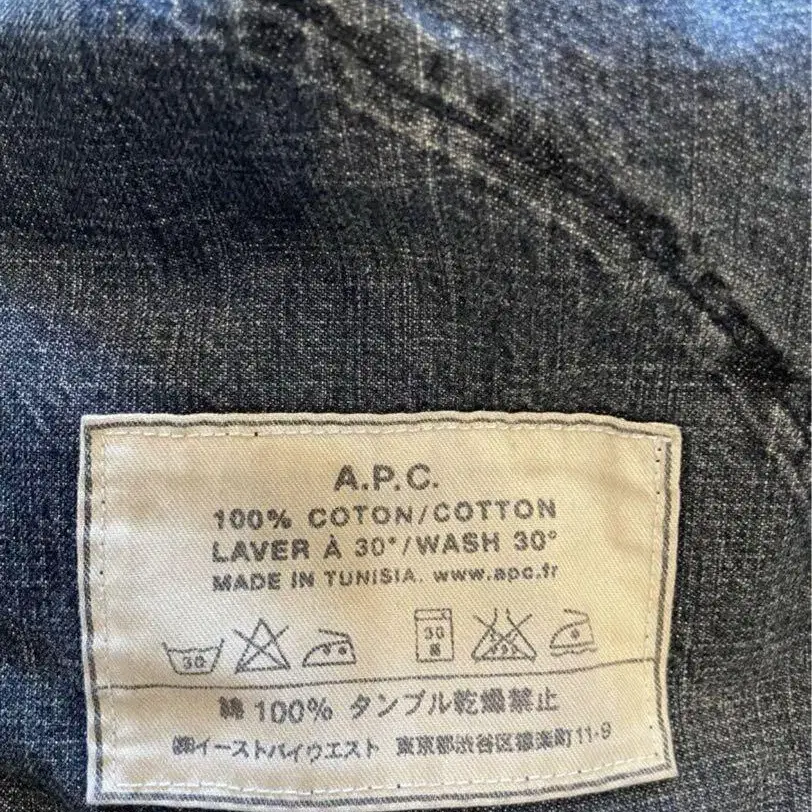 A.P.C.
100% COTON/COTTON
LAVER À 30°/WASH 30°
MADE IN TUNISIA. www.apc.fr
30 30
綿 100% タンブル乾燥禁止
㈱イーストバイウエスト 東京都渋谷区猿楽町11-9